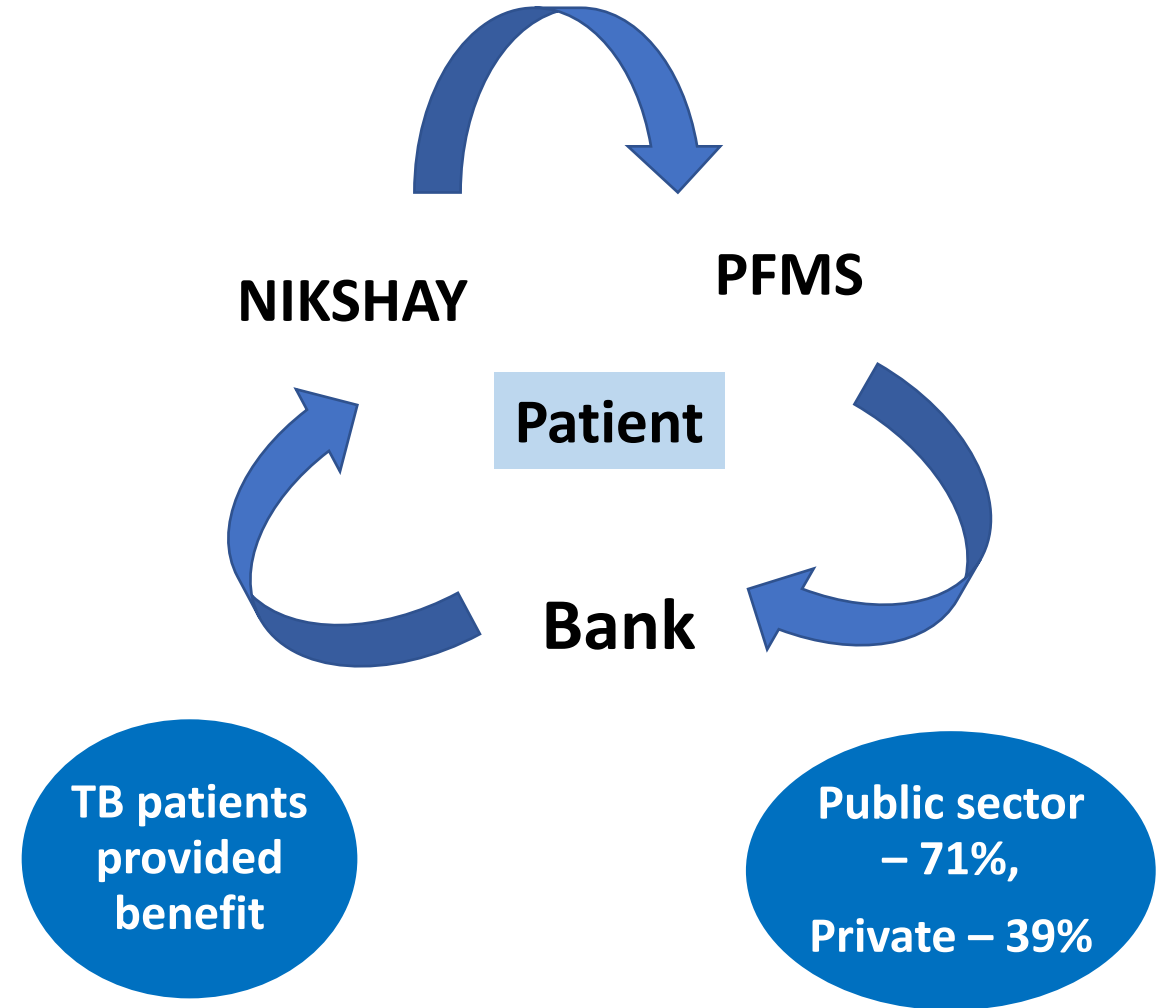 NIKSHAY
PFMS
Patient
Bank
TB patients
provided
benefit
Public sector
– 71%,
Private – 39%